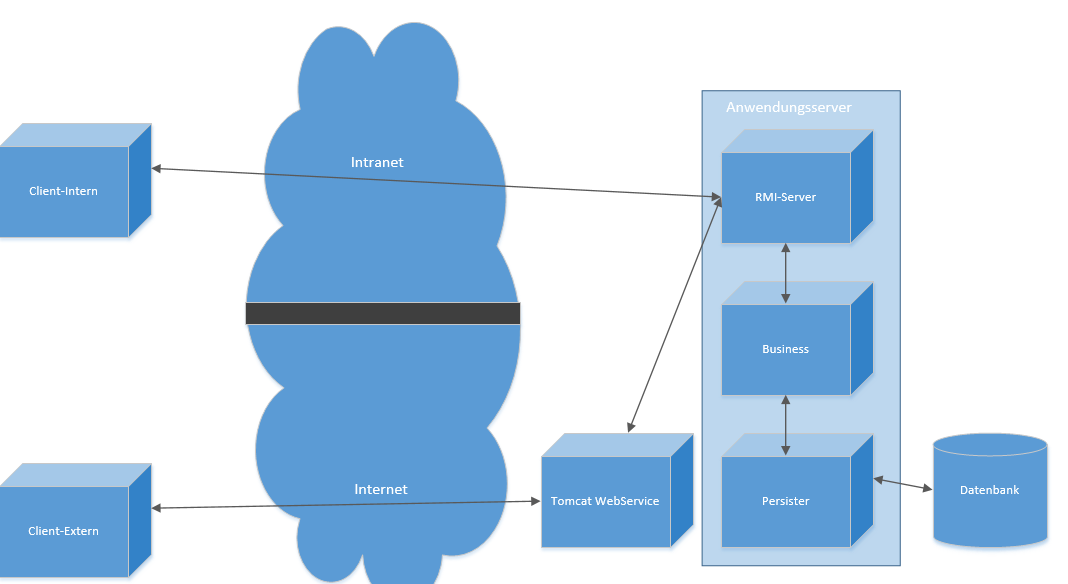 Anwendungsserver
Intranet
Client-Intern
RMI-Server
Business
Internet
Client-Extern
Tomcat WebService
Persister
Datenbank